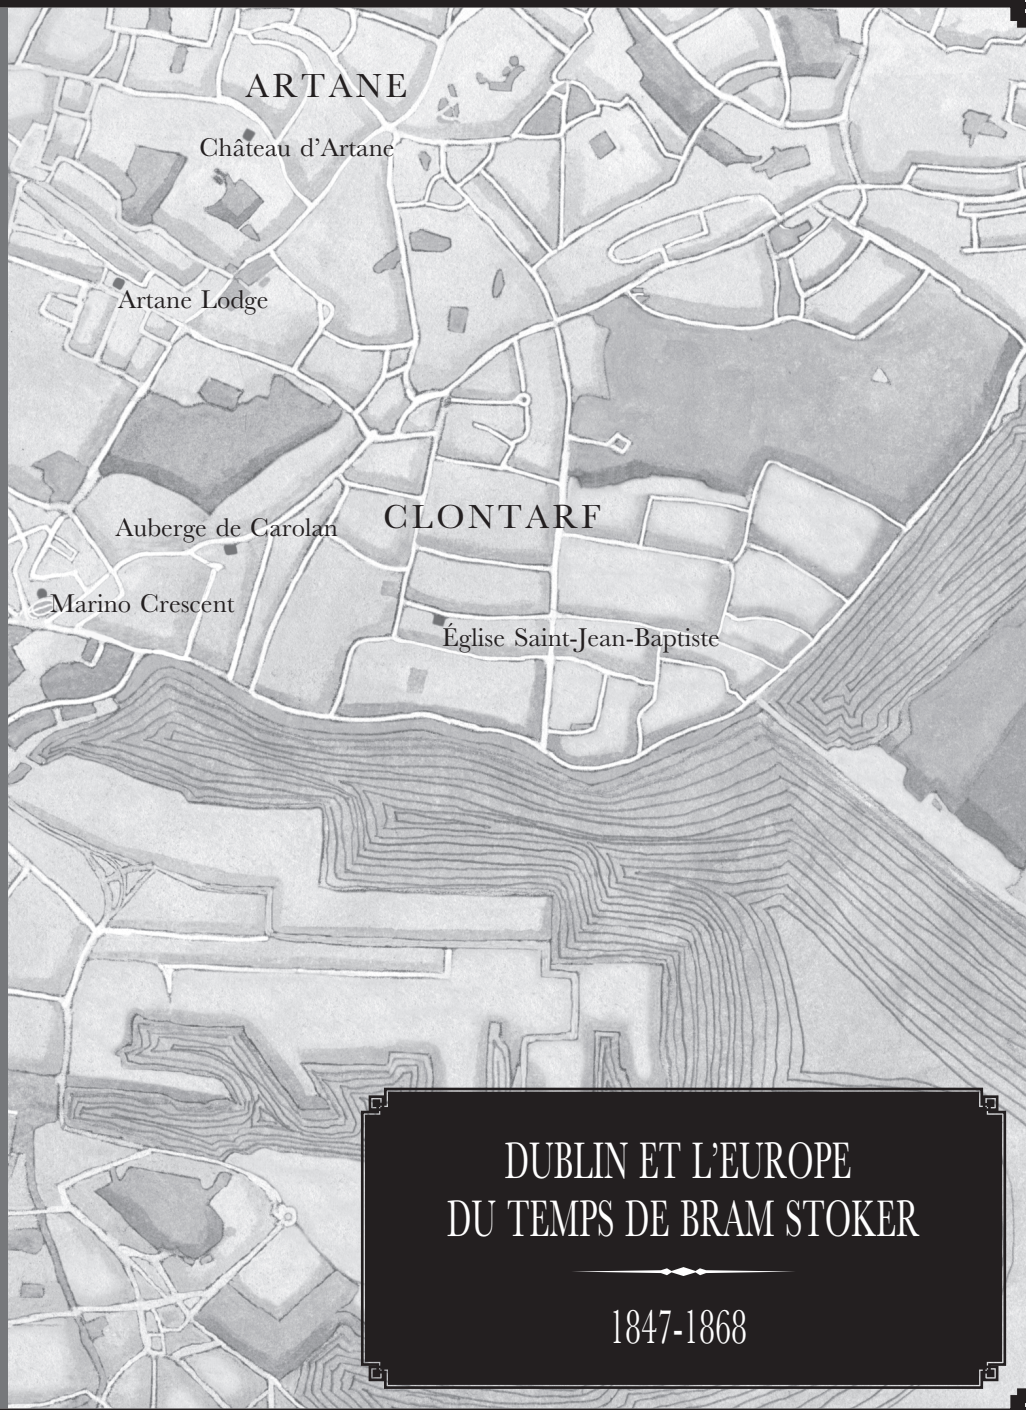 ARTANE
Château d’Artane
Artane Lodge
Auberge de Carolan
CLONTARF
Marino Crescent
Église Saint-Jean-Baptiste
DUBLIN ET L’EUROPE
DU TEMPS DE BRAM STOKER
1847-1868